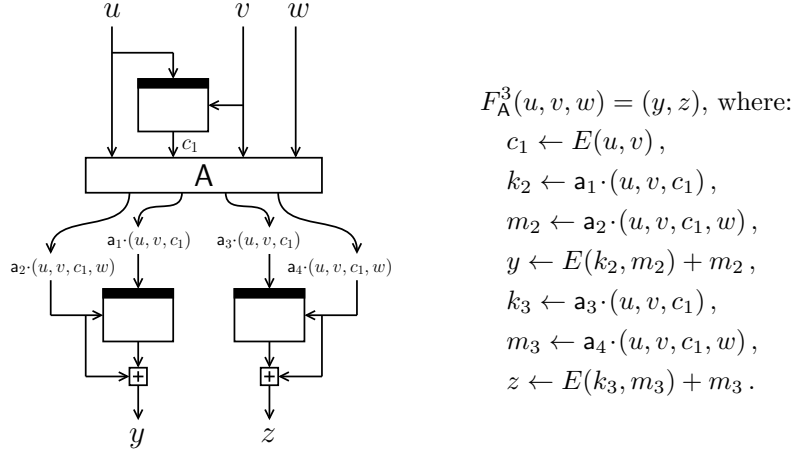 u v w
c₁
A
a₁·(u, v, c₁) a₃·(u, v, c₁)
a₂·(u, v, c₁, w) a₄·(u, v, c₁, w)
+ +
y z
F³_A(u, v, w) = (y, z), where:
c₁ ← E(u, v) ,
k₂ ← a₁·(u, v, c₁) ,
m₂ ← a₂·(u, v, c₁, w) ,
y ← E(k₂, m₂) + m₂ ,
k₃ ← a₃·(u, v, c₁) ,
m₃ ← a₄·(u, v, c₁, w) ,
z ← E(k₃, m₃) + m₃ .